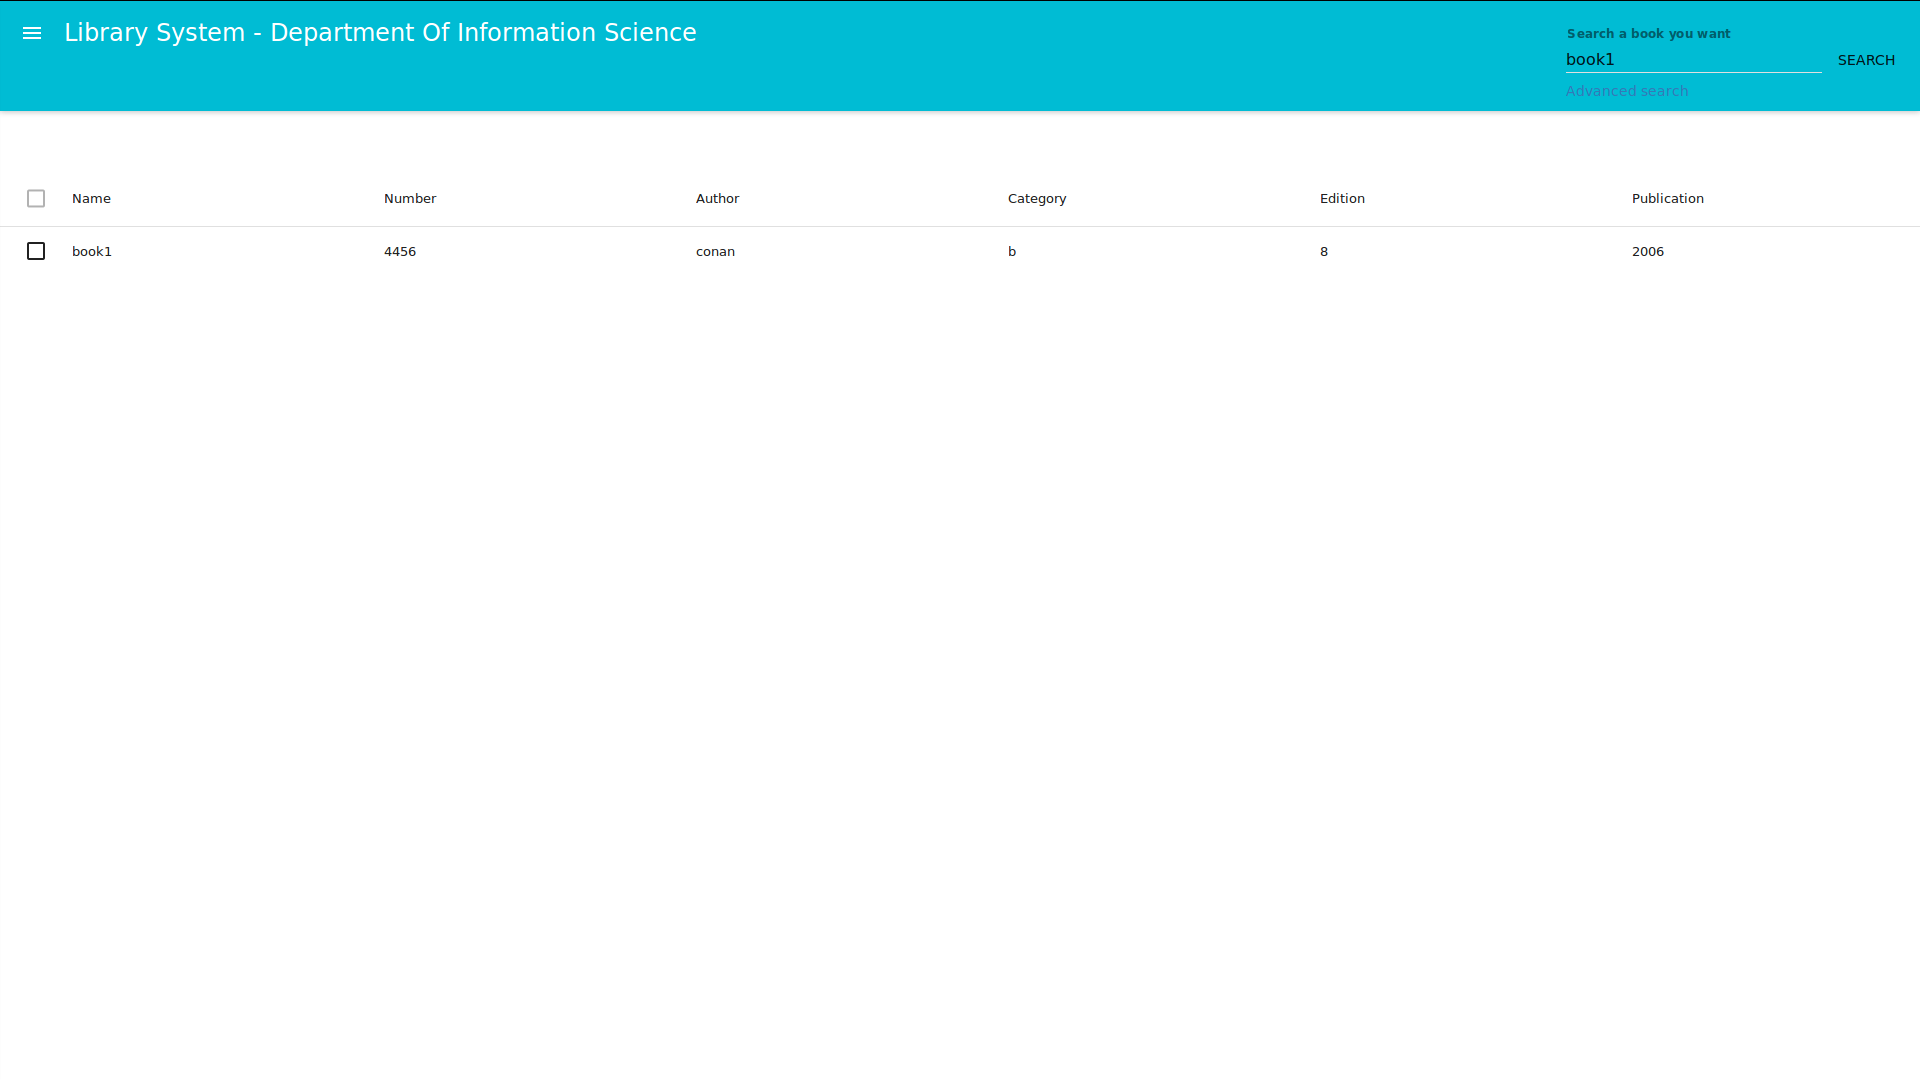 Library System - Department Of Information Science
Search a book you want
book1
SEARCH
Advanced search
Name Number Author Category Edition Publication
book1 4456 conan b 8 2006